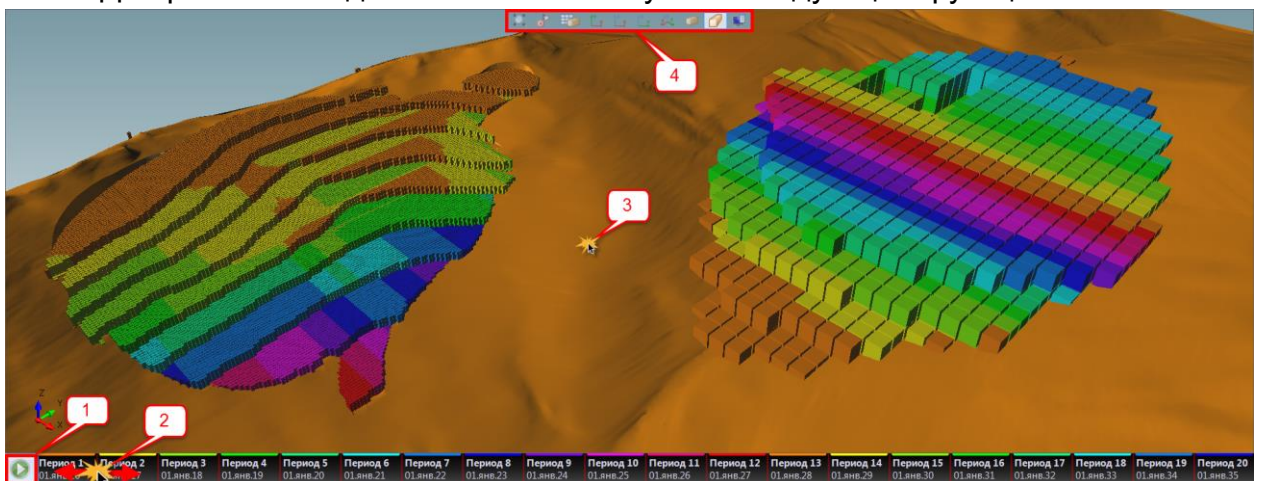 4
3
Z
Y
X
1
2
Период 1 Период 2 Период 3 Период 4 Период 5 Период 6 Период 7 Период 8 Период 9 Период 10 Период 11 Период 12 Период 13 Период 14 Период 15 Период 16 Период 17 Период 18 Период 19 Период 20
01.янв.18 01.янв.19 01.янв.20 01.янв.21 01.янв.22 01.янв.23 01.янв.24 01.янв.25 01.янв.26 01.янв.27 01.янв.28 01.янв.29 01.янв.30 01.янв.31 01.янв.32 01.янв.33 01.янв.34 01.янв.35